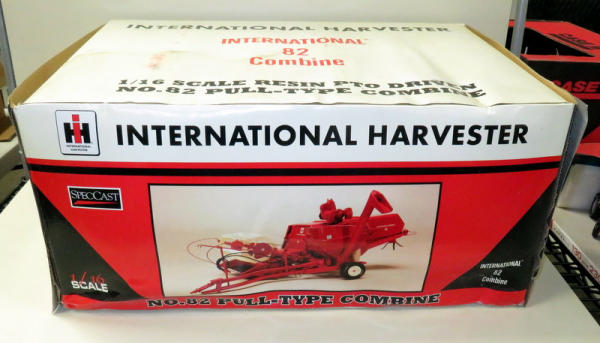 INTERNATIONAL HARVESTER
INTERNATIONAL
82
Combine
1/16 SCALE RESIN PTO DRIVEN
NO.82 PULL-TYPE COMBINE
IH
INTERNATIONAL
HARVESTER
INTERNATIONAL HARVESTER
SPECCAST
1/16
SCALE
INTERNATIONAL
82
Combine
NO.82 PULL-TYPE COMBINE
CASE